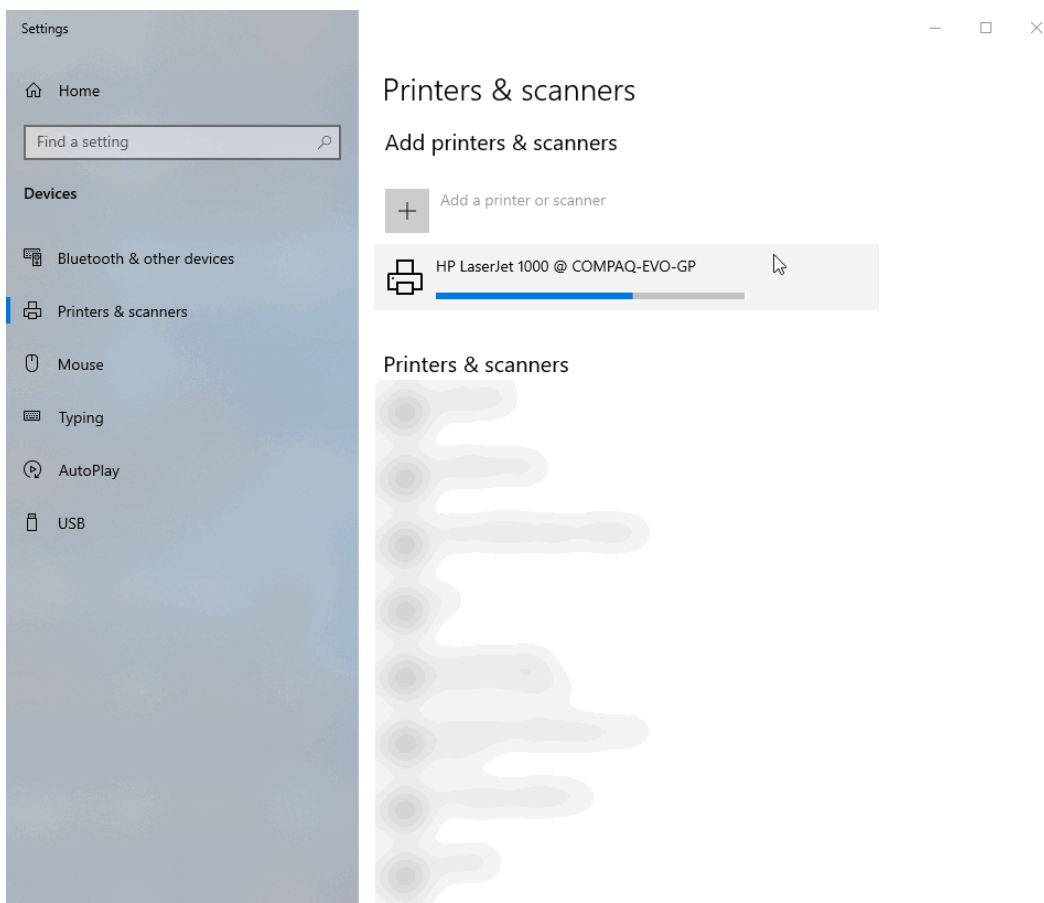 Settings
Home
Find a setting
Devices
Bluetooth & other devices
Printers & scanners
Mouse
Typing
AutoPlay
USB
Printers & scanners
Add printers & scanners
Add a printer or scanner
HP LaserJet 1000 @ COMPAQ-EVO-GP
Printers & scanners